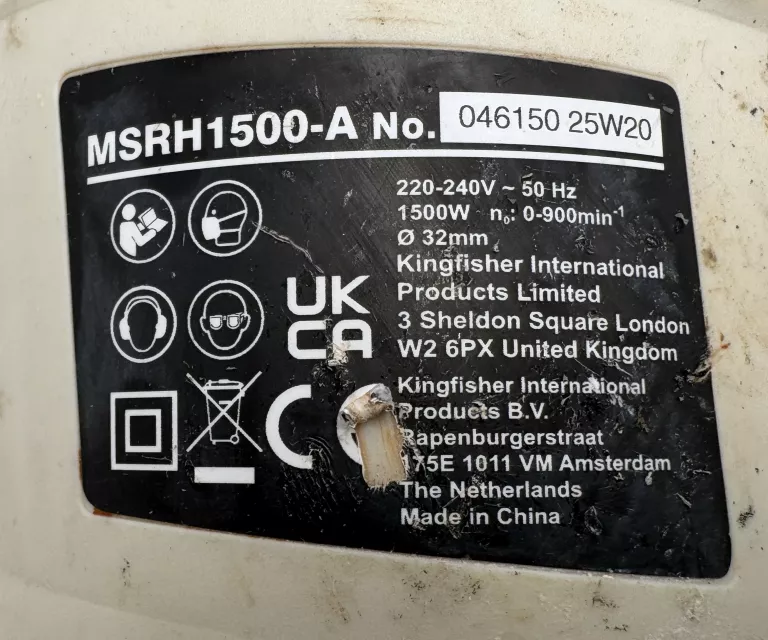 MSRH1500-A No. 046150 25W20
220-240V ~ 50 Hz
1500W n₀: 0-900min⁻¹
Ø 32mm
Kingfisher International
Products Limited
3 Sheldon Square London
W2 6PX United Kingdom
UK
CA
Kingfisher International
Products B.V.
Rapenburgerstraat
175E 1011 VM Amsterdam
The Netherlands
Made in China